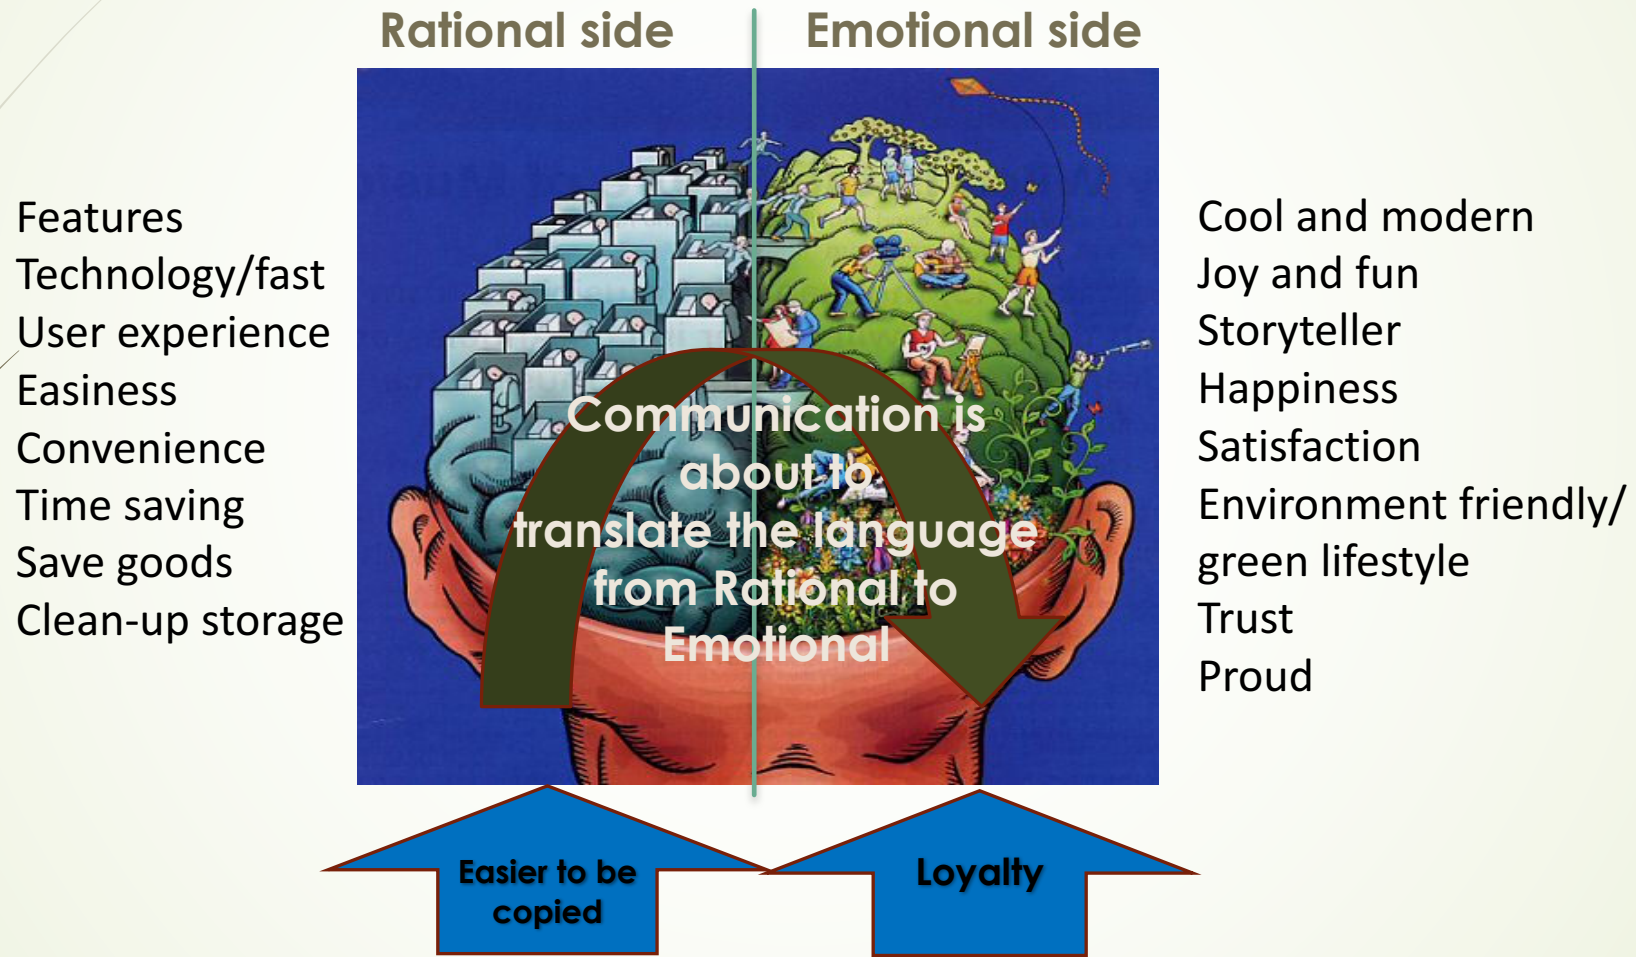 Rational side
Emotional side
Features
Technology/fast
User experience
Easiness
Convenience
Time saving
Save goods
Clean-up storage
Communication is
about to
translate the language
from Rational to
Emotional
Cool and modern
Joy and fun
Storyteller
Happiness
Satisfaction
Environment friendly/
green lifestyle
Trust
Proud
Easier to be
copied
Loyalty